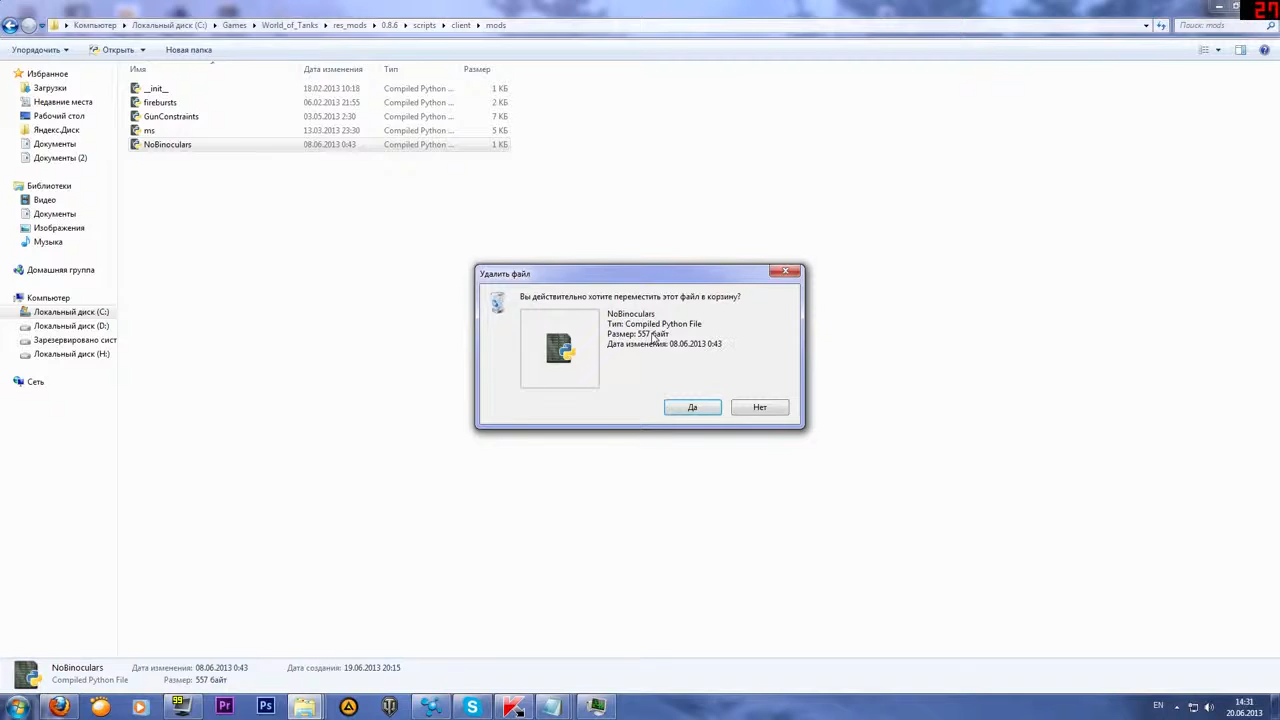 27
Компьютер ▸ Локальный диск (C:) ▸ Games ▸ World_of_Tanks ▸ res_mods ▸ 0.8.6 ▸ scripts ▸ client ▸ mods
Поиск: mods
Упорядочить Открыть Новая папка
Имя Дата изменения Тип Размер
__init__ 18.02.2013 10:18 Compiled Python ... 1 КБ
firebursts 06.02.2013 21:55 Compiled Python ... 2 КБ
GunConstraints 03.05.2013 2:30 Compiled Python ... 7 КБ
ms 13.03.2013 23:30 Compiled Python ... 5 КБ
NoBinoculars 08.06.2013 0:43 Compiled Python ... 1 КБ
Избранное
Загрузки
Недавние места
Рабочий стол
Яндекс.Диск
Документы
Документы (2)
Библиотеки
Видео
Документы
Изображения
Музыка
Домашняя группа
Компьютер
Локальный диск (C:)
Локальный диск (D:)
Зарезервировано сист
Локальный диск (H:)
Сеть
Удалить файл
Вы действительно хотите переместить этот файл в корзину?
NoBinoculars
Тип: Compiled Python File
Размер: 557 байт
Дата изменения: 08.06.2013 0:43
Да Нет
NoBinoculars Дата изменения: 08.06.2013 0:43 Дата создания: 19.06.2013 20:15
Compiled Python File Размер: 557 байт
99
Pr
Ps
S
EN
14:31
20.06.2013